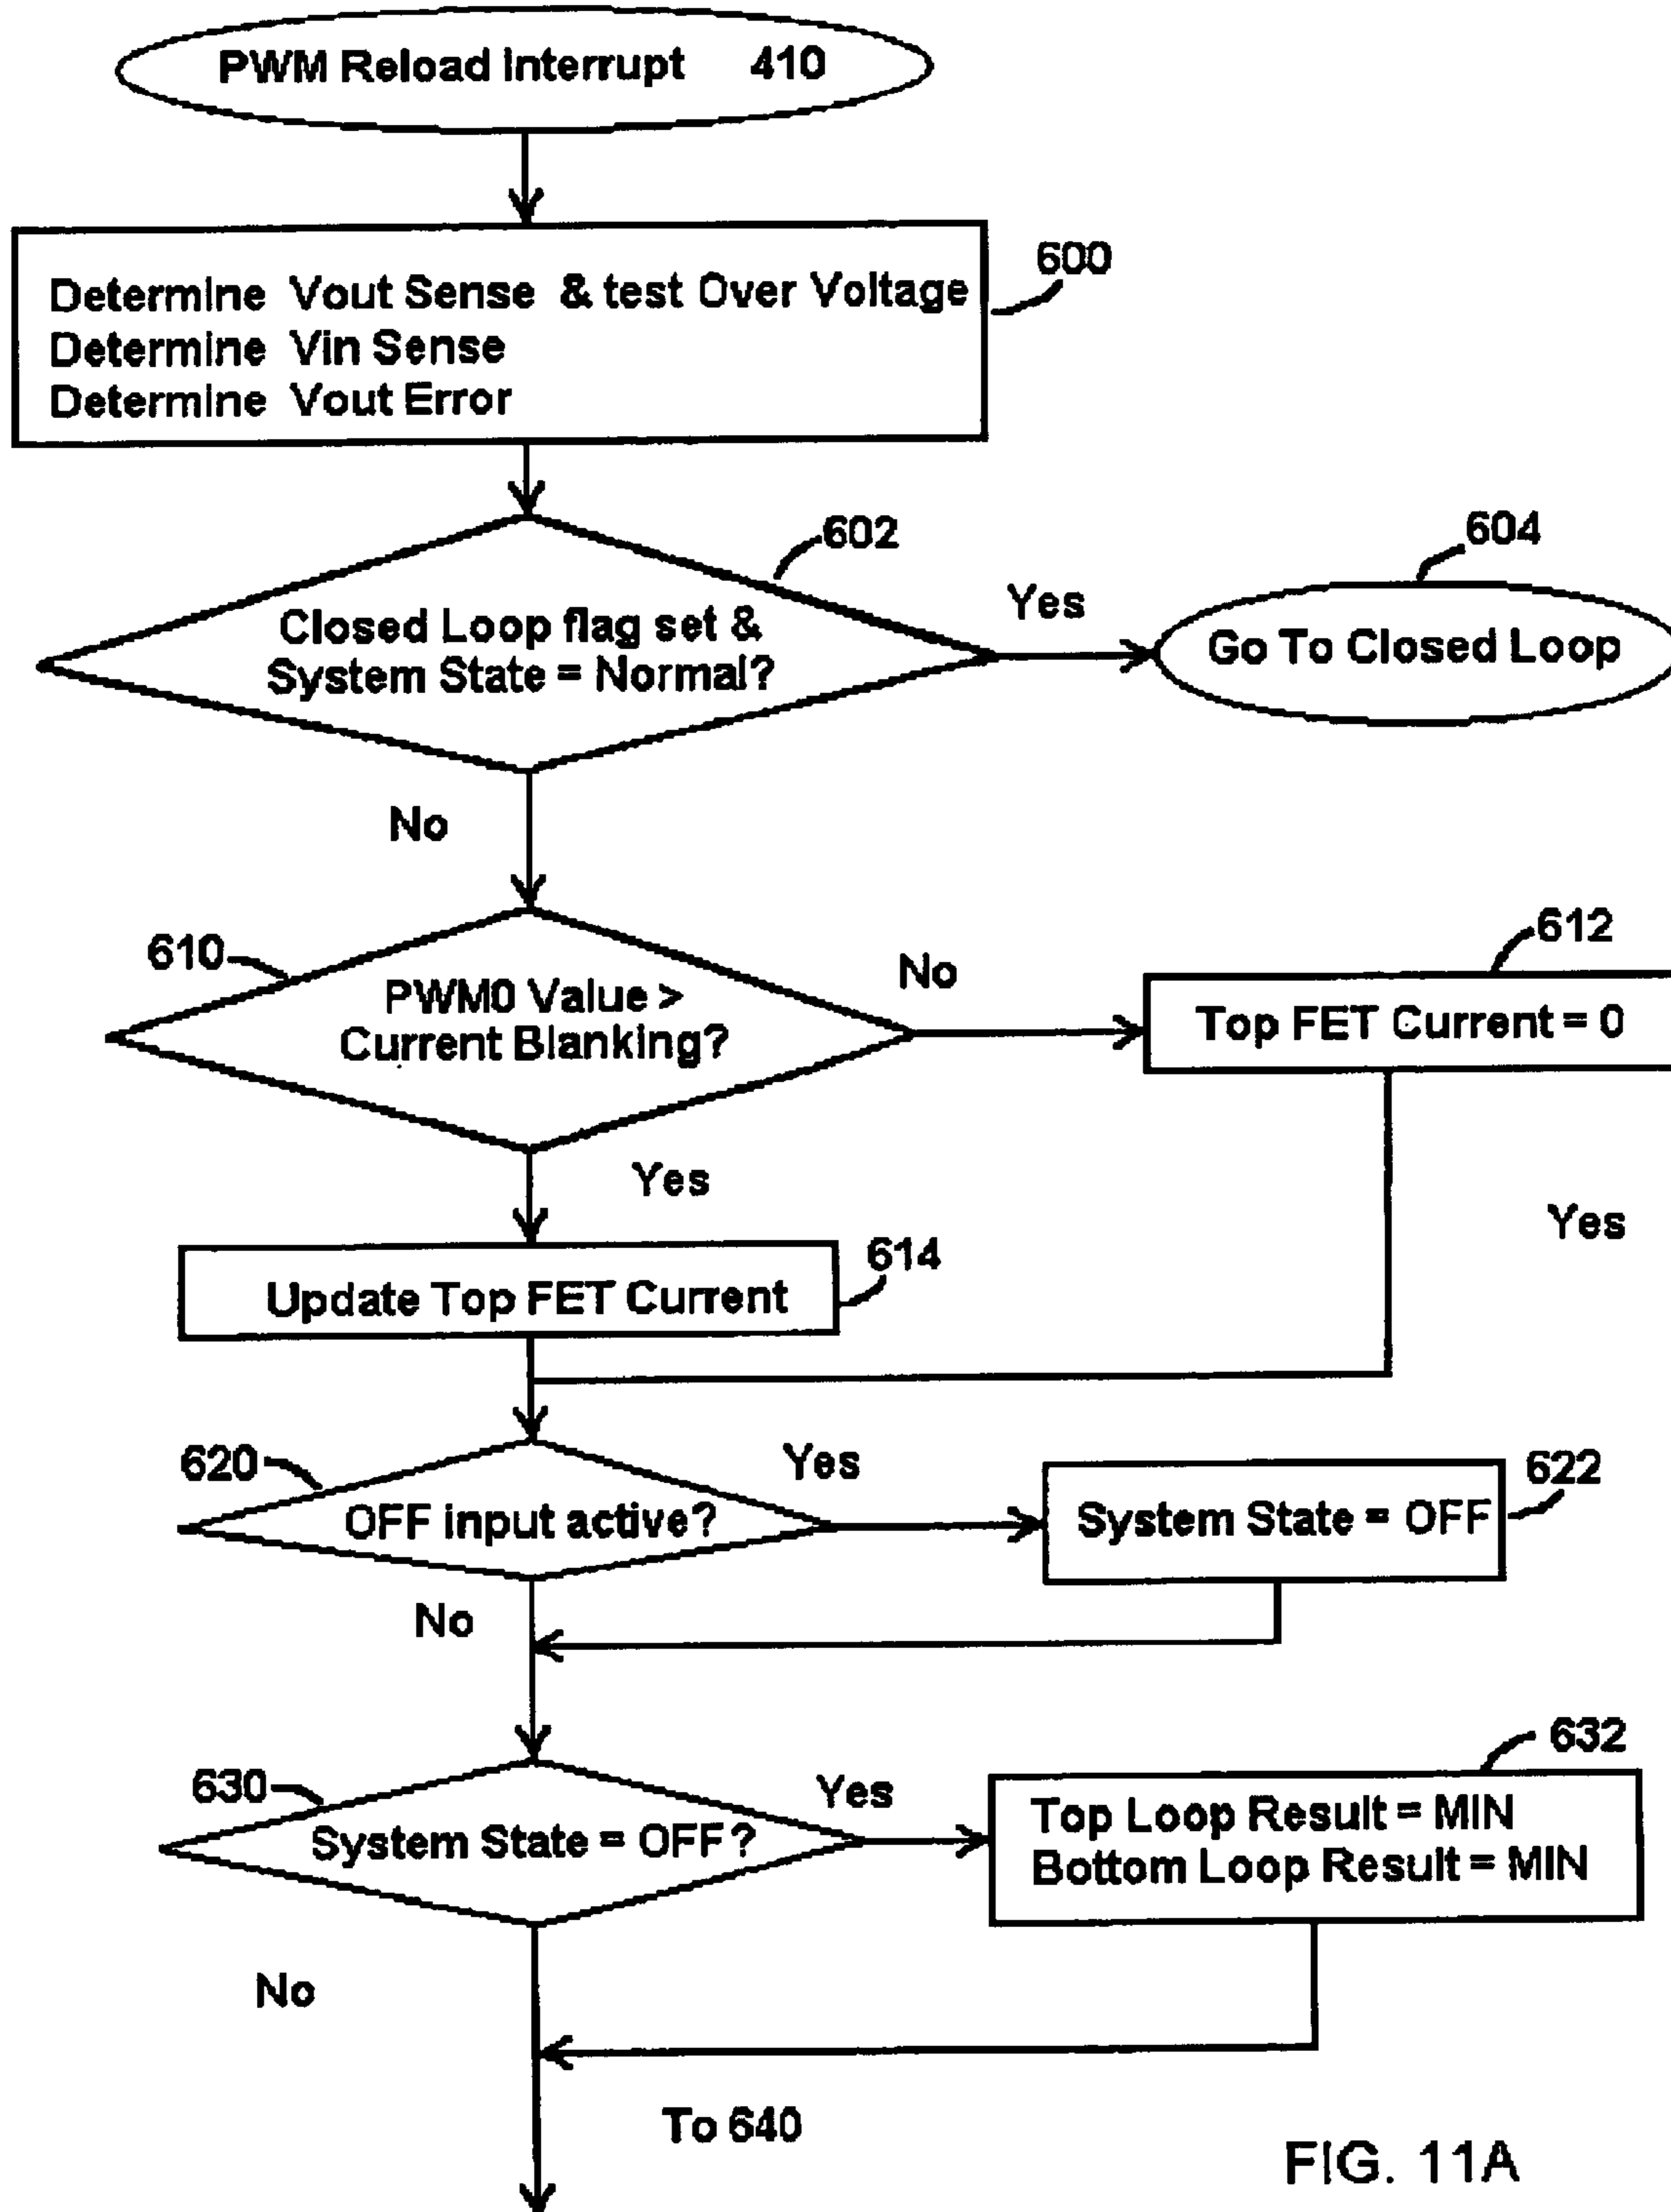 PWM Reload Interrupt 410
600
Determine Vout Sense & test Over Voltage
Determine Vin Sense
Determine Vout Error
602
604
Closed Loop flag set &
System State = Normal?
Yes
Go To Closed Loop
No
610
612
PWM0 Value >
Current Blanking?
No
Top FET Current = 0
Yes
Yes
614
Update Top FET Current
620
Yes
622
OFF input active?
System State = OFF
No
632
630
Yes
System State = OFF?
Top Loop Result = MIN
Bottom Loop Result = MIN
No
To 640
FIG. 11A